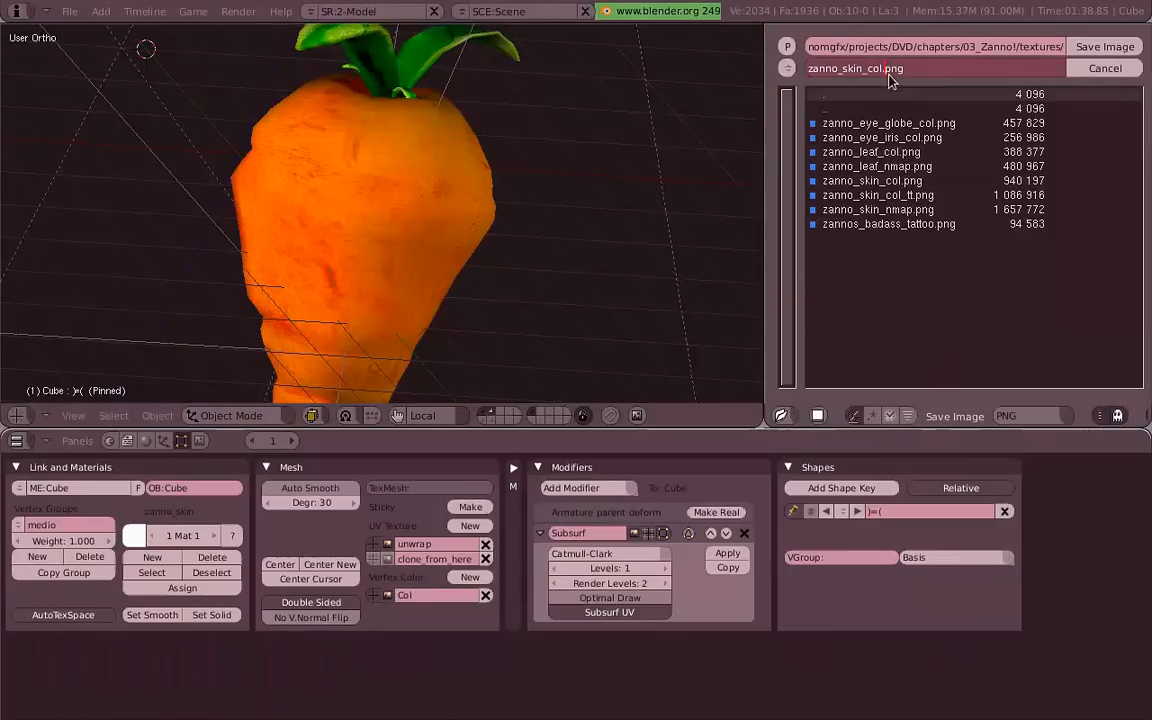 File Add Timeline Game Render Help SR:2-Model SCE:Scene www.blender.org 249 Ve:2034 | Fa:1936 | Ob:10-0 | La:3 | Mem:15.37M (91.00M) | Time:01:38.85 | Cube
User Ortho
P nomgfx/projects/DVD/chapters/03_Zanno!/textures/ Save Image
zanno_skin_col.png Cancel
. 4 096
.. 4 096
zanno_eye_globe_col.png 457 829
zanno_eye_iris_col.png 256 986
zanno_leaf_col.png 388 377
zanno_leaf_nmap.png 480 967
zanno_skin_col.png 940 197
zanno_skin_col_tt.png 1 086 916
zanno_skin_nmap.png 1 657 772
zannos_badass_tattoo.png 94 583
(1) Cube : )=( (Pinned)
View Select Object Object Mode Local Save Image PNG
Panels 1
Link and Materials Mesh Modifiers Shapes
ME:Cube F OB:Cube Auto Smooth TexMesh: M Add Modifier To: Cube Add Shape Key Relative
Degr: 30
Vertex Groups zanno_skin Sticky Make Armature parent deform Make Real )=(
medio 1 Mat 1 ? UV Texture New Subsurf
Weight: 1.000 unwrap Catmull-Clark Apply VGroup: Basis
New Delete New Delete Center Center New clone_from_here Levels: 1 Copy
Copy Group Select Deselect Center Cursor Vertex Color New Render Levels: 2
Assign Double Sided Col Optimal Draw
AutoTexSpace Set Smooth Set Solid No V.Normal Flip Subsurf UV